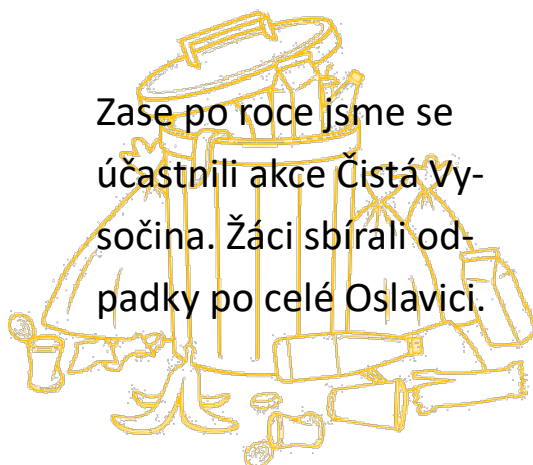 Zase po roce jsme se
účastnili akce Čistá Vy-
sočina. Žáci sbírali od-
padky po celé Oslavici.